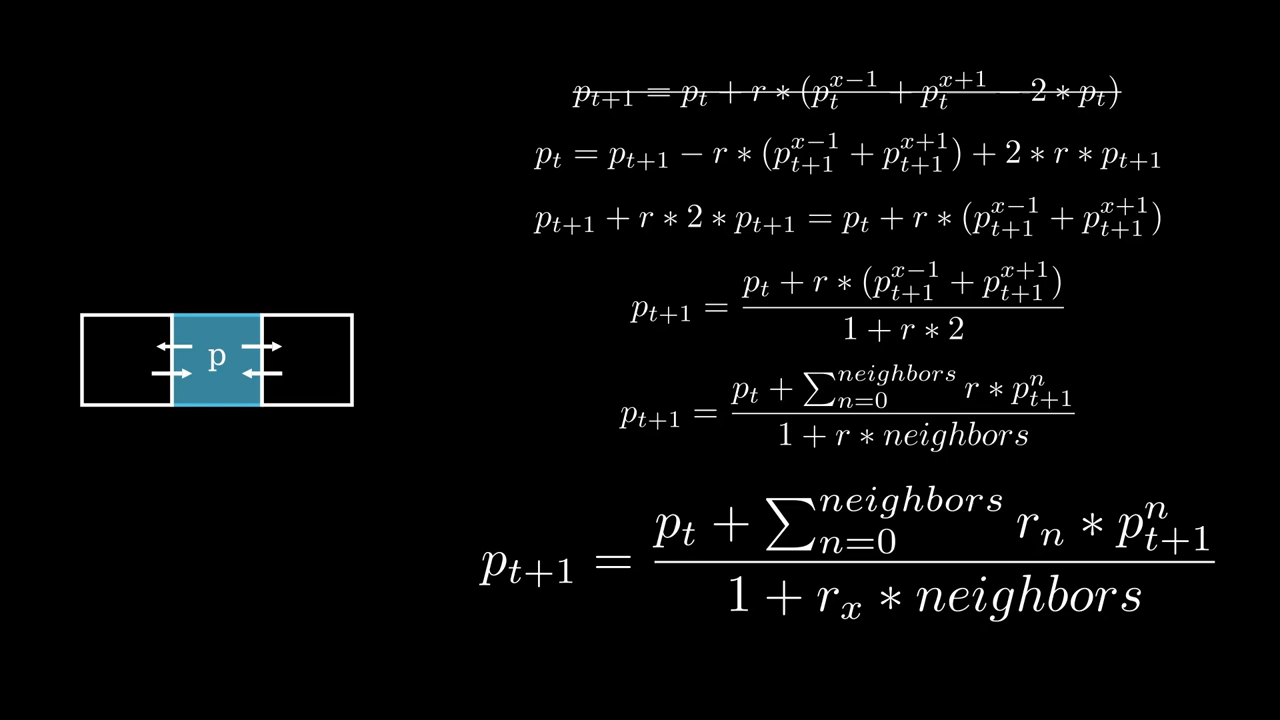 p_{t+1} = p_t + r * (p_t^{x-1} + p_t^{x+1} - 2 * p_t)
p_t = p_{t+1} - r * (p_{t+1}^{x-1} + p_{t+1}^{x+1}) + 2 * r * p_{t+1}
p_{t+1} + r * 2 * p_{t+1} = p_t + r * (p_{t+1}^{x-1} + p_{t+1}^{x+1})
p_{t+1} = \frac{p_t + r * (p_{t+1}^{x-1} + p_{t+1}^{x+1})}{1 + r * 2}
p
p_{t+1} = \frac{p_t + \sum_{n=0}^{neighbors} r * p_{t+1}^n}{1 + r * neighbors}
p_{t+1} = \frac{p_t + \sum_{n=0}^{neighbors} r_n * p_{t+1}^n}{1 + r_x * neighbors}